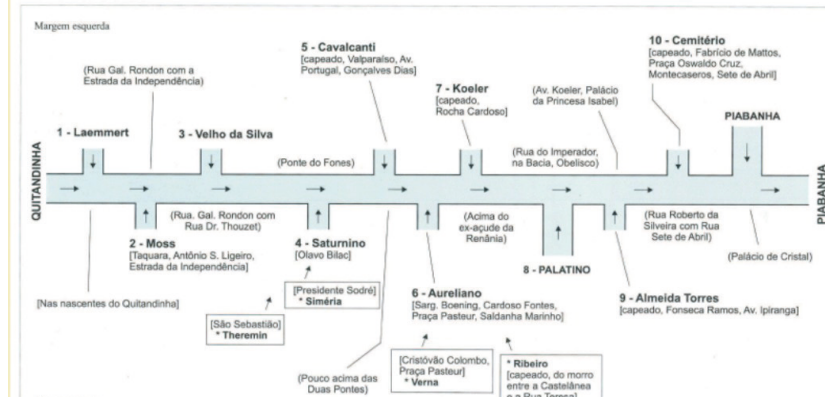 Margem esquerda
(Rua Gal. Rondon com a
Estrada da Independência)
5 - Cavalcanti
[capeado, Valparaíso, Av.
Portugal, Gonçalves Dias]
7 - Koeler
[capeado,
Rocha Cardoso]
(Av. Koeler, Palácio
da Princesa Isabel)
10 - Cemitério
[capeado, Fabrício de Mattos,
Praça Oswaldo Cruz,
Montecaseros, Sete de Abril]
PIABANHA
1 - Laemmert
3 - Velho da Silva
(Ponte do Fones)
(Rua do Imperador,
na Bacia, Obelisco)
QUITANDINHA
PIABANHA
(Rua. Gal. Rondon com
Rua Dr. Thouzet)
(Acima do
ex-açude da
Renânia)
(Rua Roberto da
Silveira com Rua
Sete de Abril)
(Palácio de Cristal)
2 - Moss
[Taquara, Antônio S. Ligeiro,
Estrada da Independência]
4 - Saturnino
[Olavo Bilac]
8 - PALATINO
[Nas nascentes do Quitandinha]
[Presidente Sodré]
* Siméria
6 - Aureliano
[Sarg. Boening, Cardoso Fontes,
Praça Pasteur, Saldanha Marinho]
9 - Almeida Torres
[capeado, Fonseca Ramos, Av. Ipiranga]
[São Sebastião]
* Theremin
(Pouco acima das
Duas Pontes)
[Cristóvão Colombo,
Praça Pasteur]
* Verna
* Ribeiro
[capeado, do morro
entre a Castelânea
e a Rua Teresa]